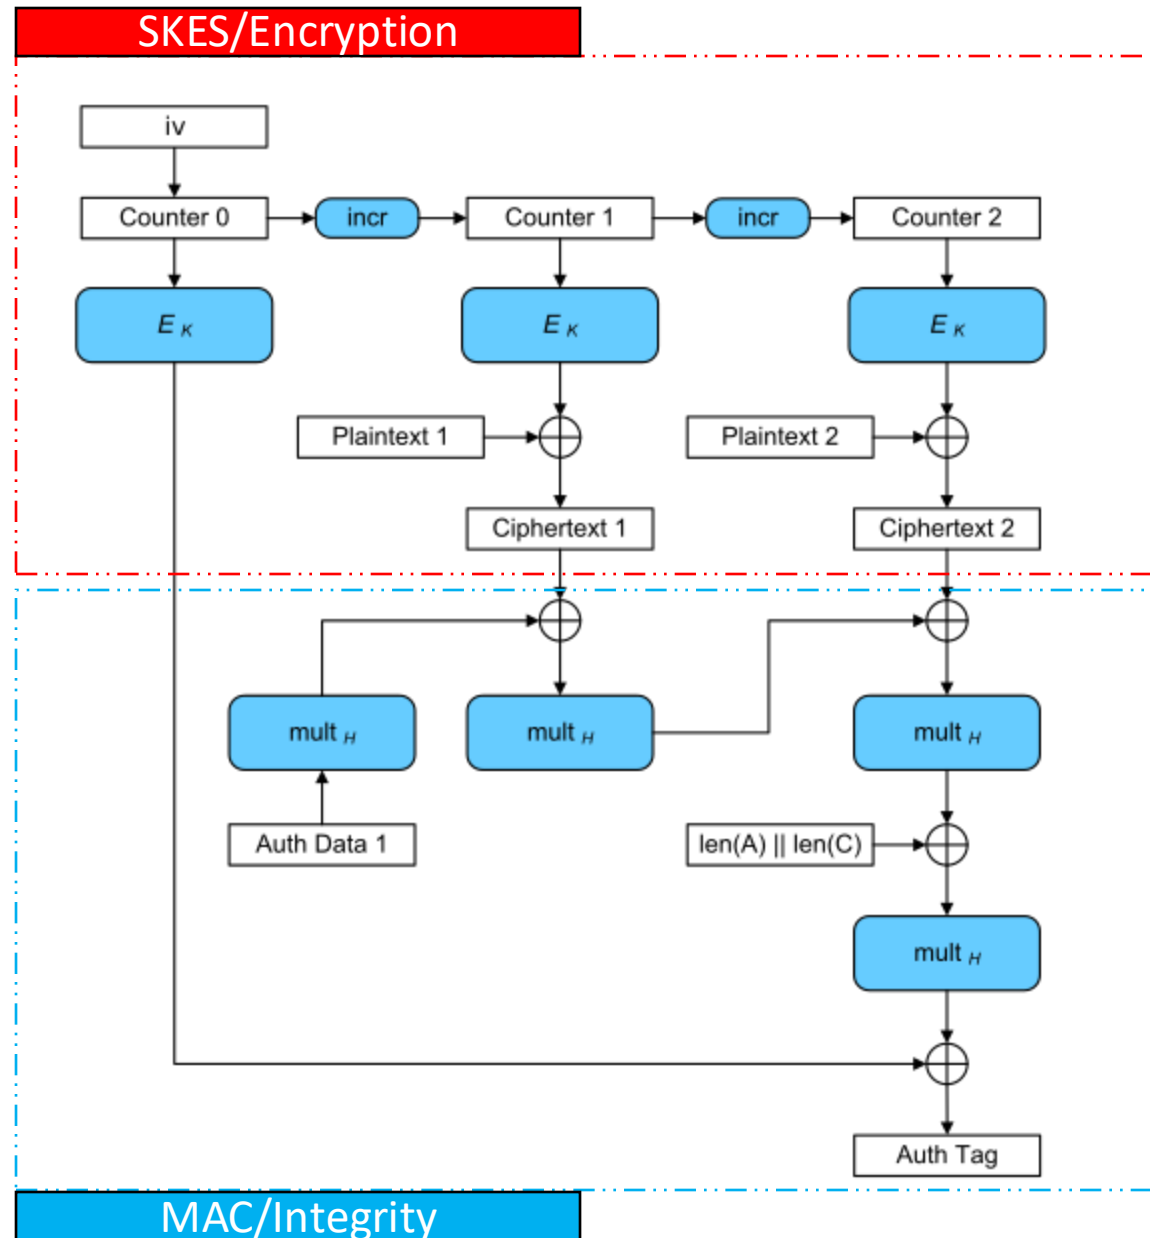 SKES/Encryption
iv
Counter 0
incr
Counter 1
incr
Counter 2
E K
E K
E K
Plaintext 1
Plaintext 2
Ciphertext 1
Ciphertext 2
mult H
mult H
mult H
Auth Data 1
len(A) || len(C)
mult H
Auth Tag
MAC/Integrity